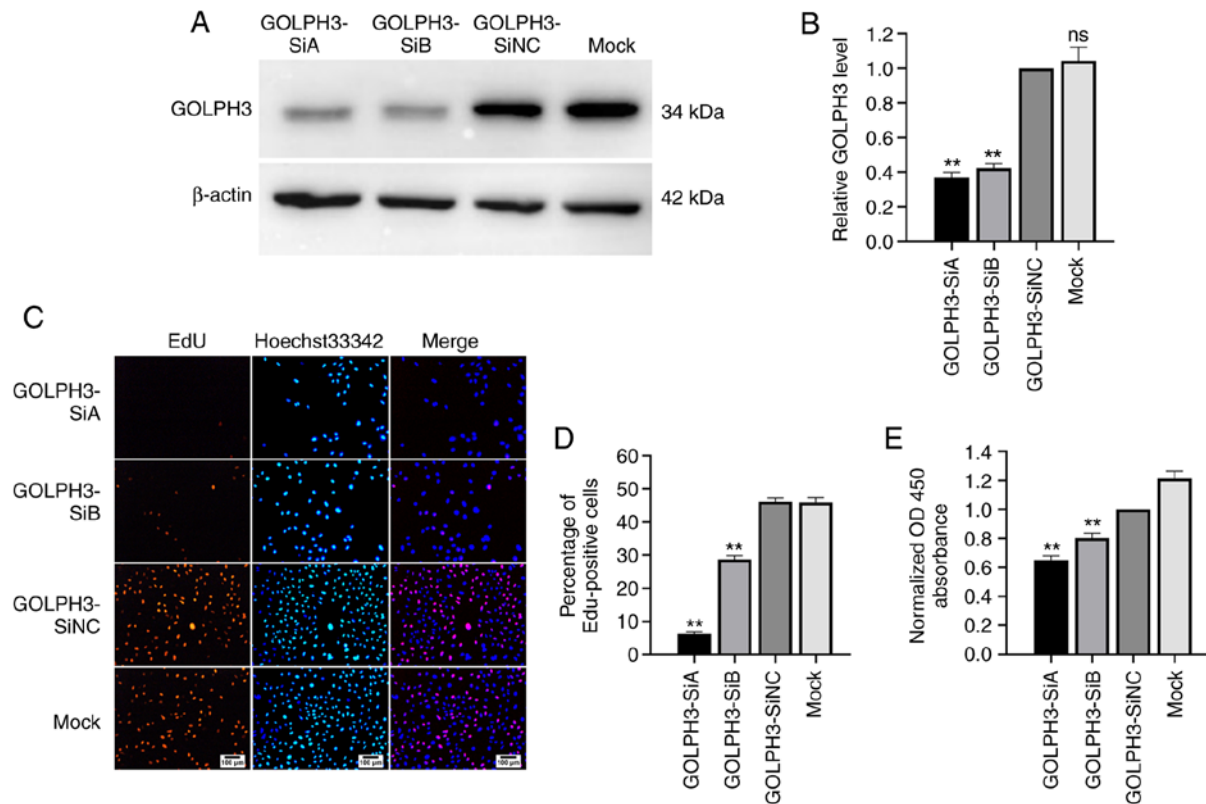 A
GOLPH3-
SiA
GOLPH3-
SiB
GOLPH3-
SiNC
Mock
GOLPH3
34 kDa
β-actin
42 kDa
B
Relative GOLPH3 level
1.2
1.0
0.8
0.6
0.4
0.2
0.0
**
**
ns
GOLPH3-SiA
GOLPH3-SiB
GOLPH3-SiNC
Mock
C
EdU
Hoechst33342
Merge
GOLPH3-
SiA
GOLPH3-
SiB
GOLPH3-
SiNC
Mock
100 μm
100 μm
100 μm
D
Percentage of
Edu-positive cells
60
50
40
30
20
10
0
**
**
GOLPH3-SiA
GOLPH3-SiB
GOLPH3-SiNC
Mock
E
Normalized OD 450
absorbance
1.4
1.2
1.0
0.8
0.6
0.4
0.2
0.0
**
**
GOLPH3-SiA
GOLPH3-SiB
GOLPH3-SiNC
Mock